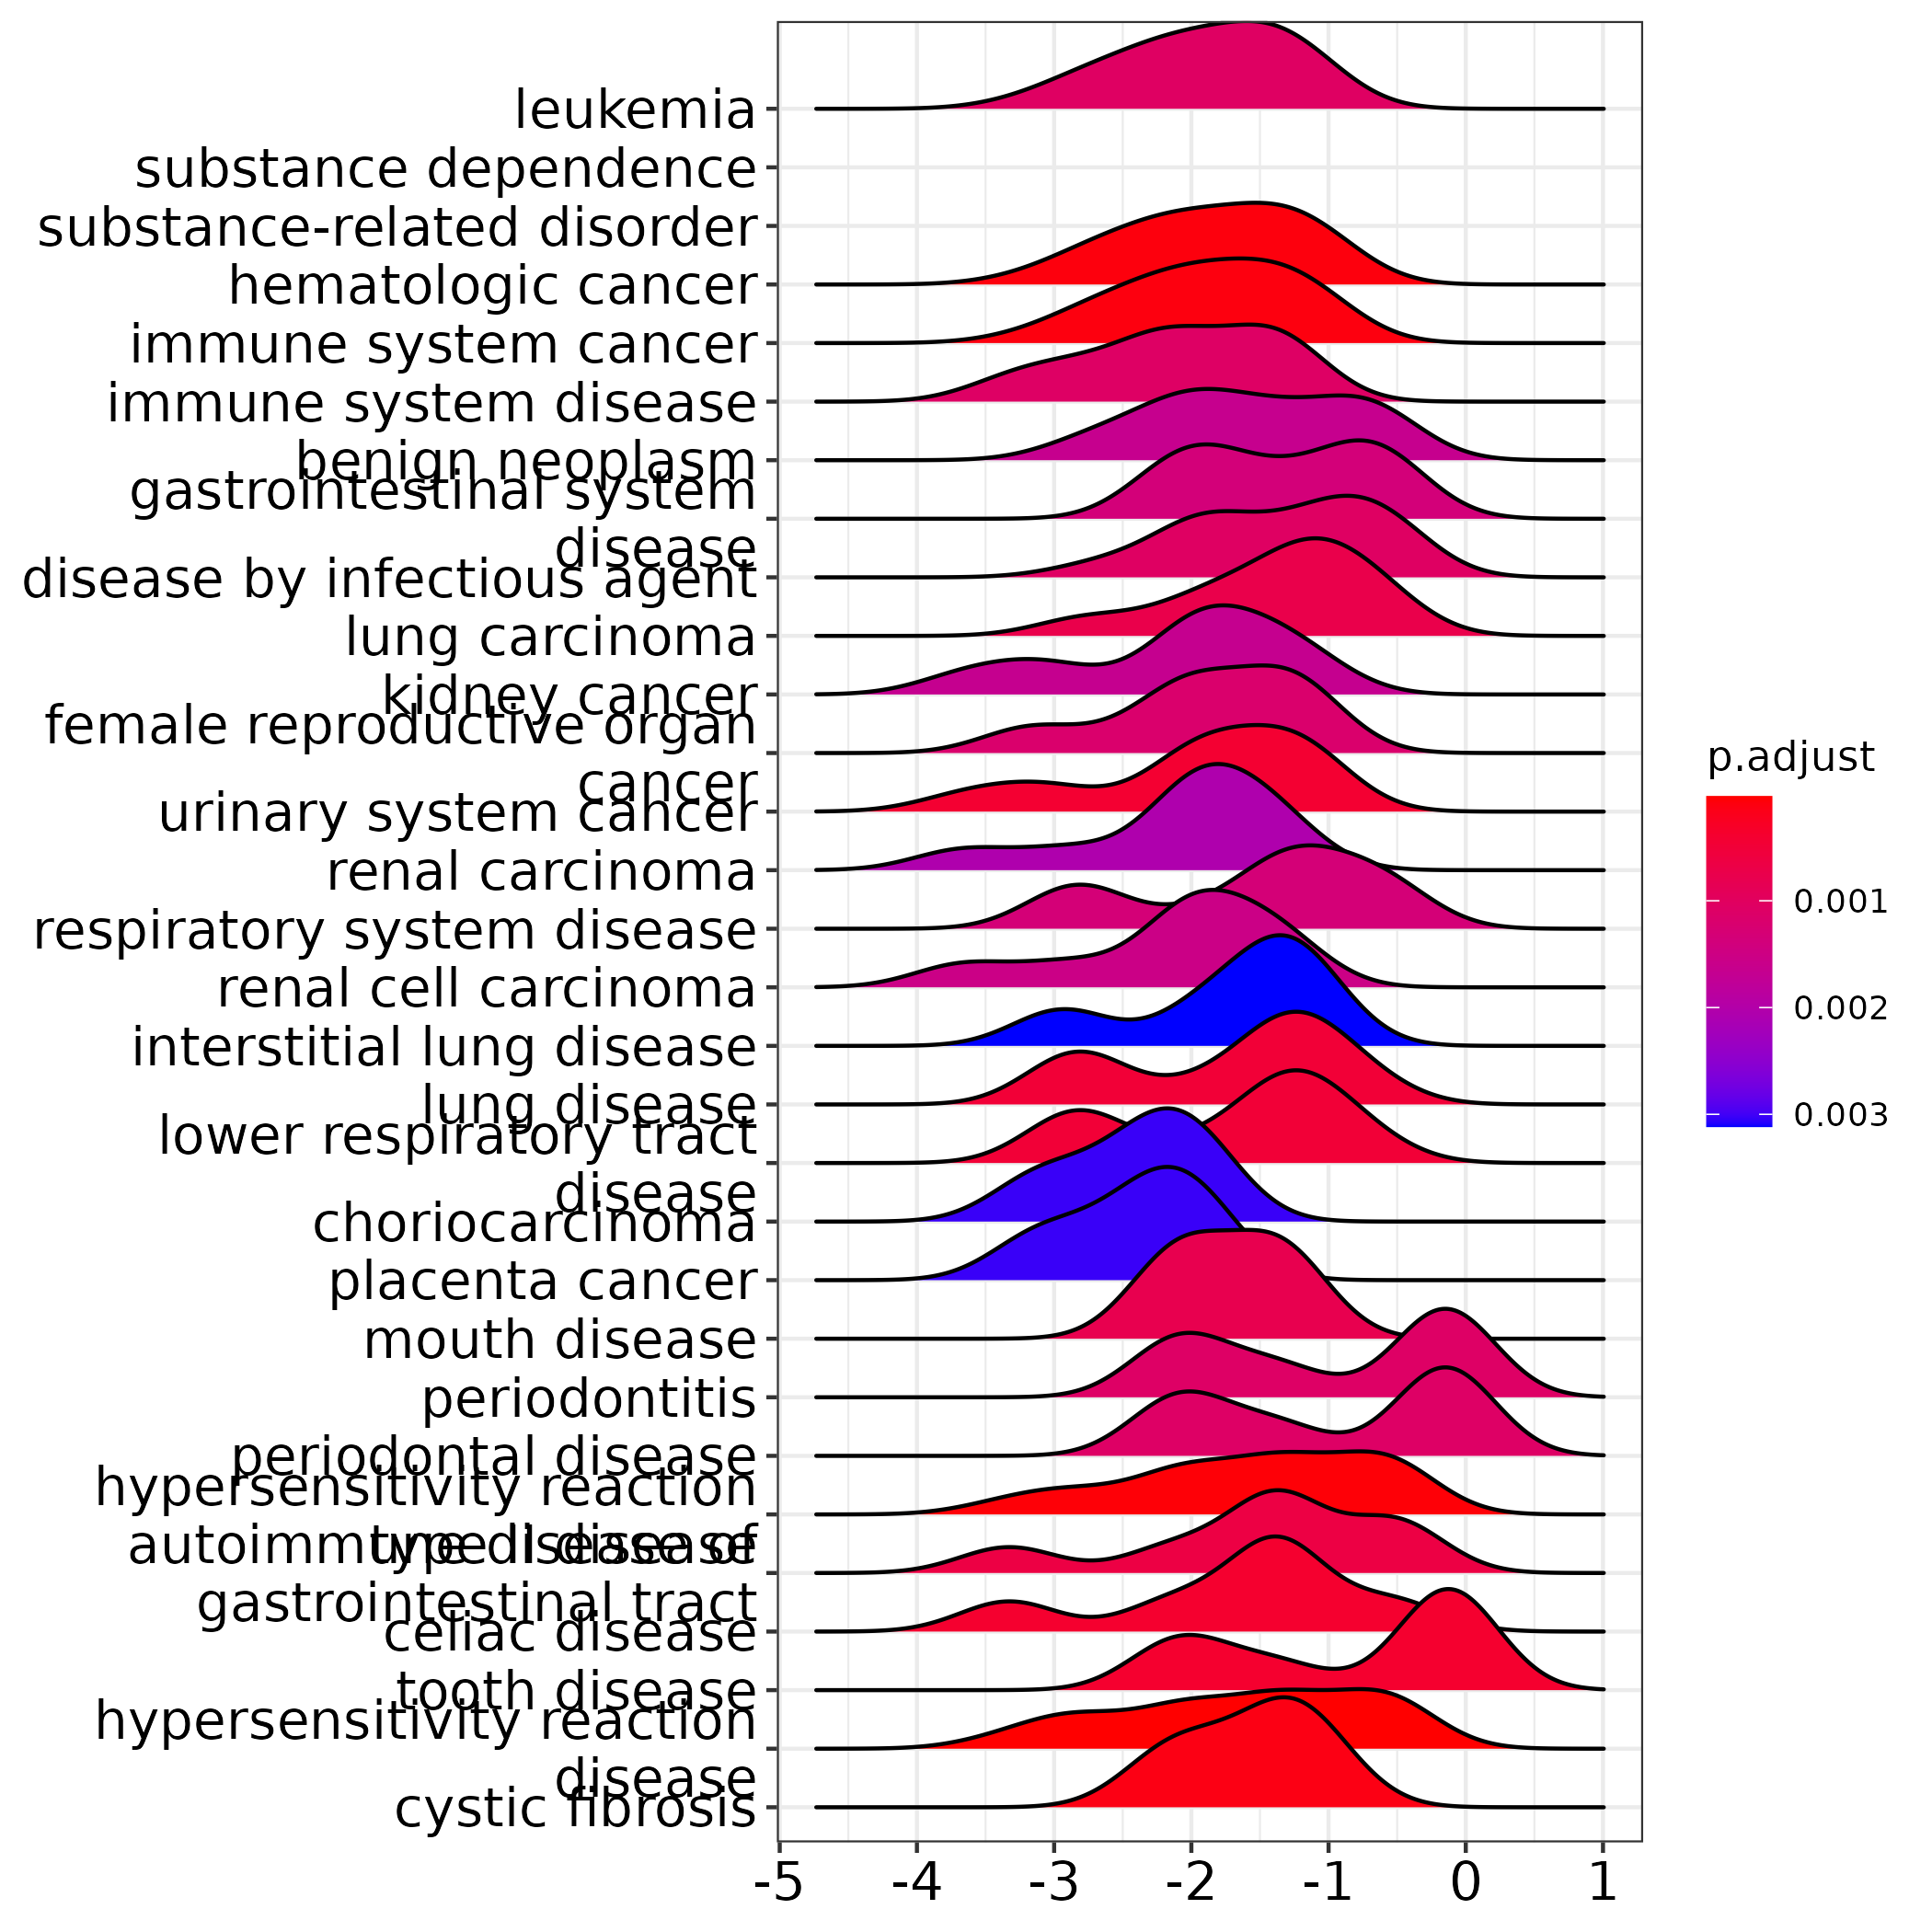 leukemia
substance dependence
substance-related disorder
hematologic cancer
immune system cancer
immune system disease
benign neoplasm
gastrointestinal system
disease
disease by infectious agent
lung carcinoma
kidney cancer
female reproductive organ
cancer
urinary system cancer
renal carcinoma
respiratory system disease
renal cell carcinoma
interstitial lung disease
lung disease
lower respiratory tract
disease
choriocarcinoma
placenta cancer
mouth disease
periodontitis
periodontal disease
hypersensitivity reaction
type II disease
autoimmune disease of
gastrointestinal tract
celiac disease
tooth disease
hypersensitivity reaction
disease
cystic fibrosis
-5 -4 -3 -2 -1 0 1
p.adjust
0.001
0.002
0.003